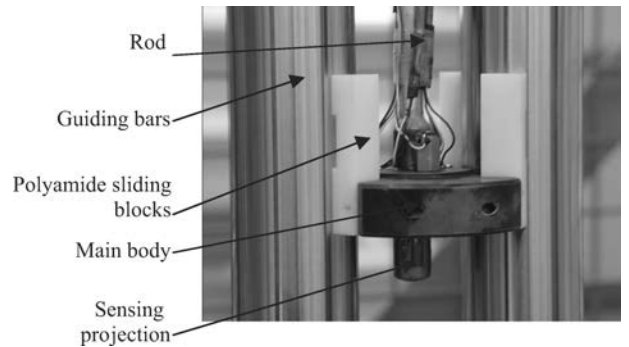 Rod
Guiding bars
Polyamide sliding
blocks
Main body
Sensing
projection